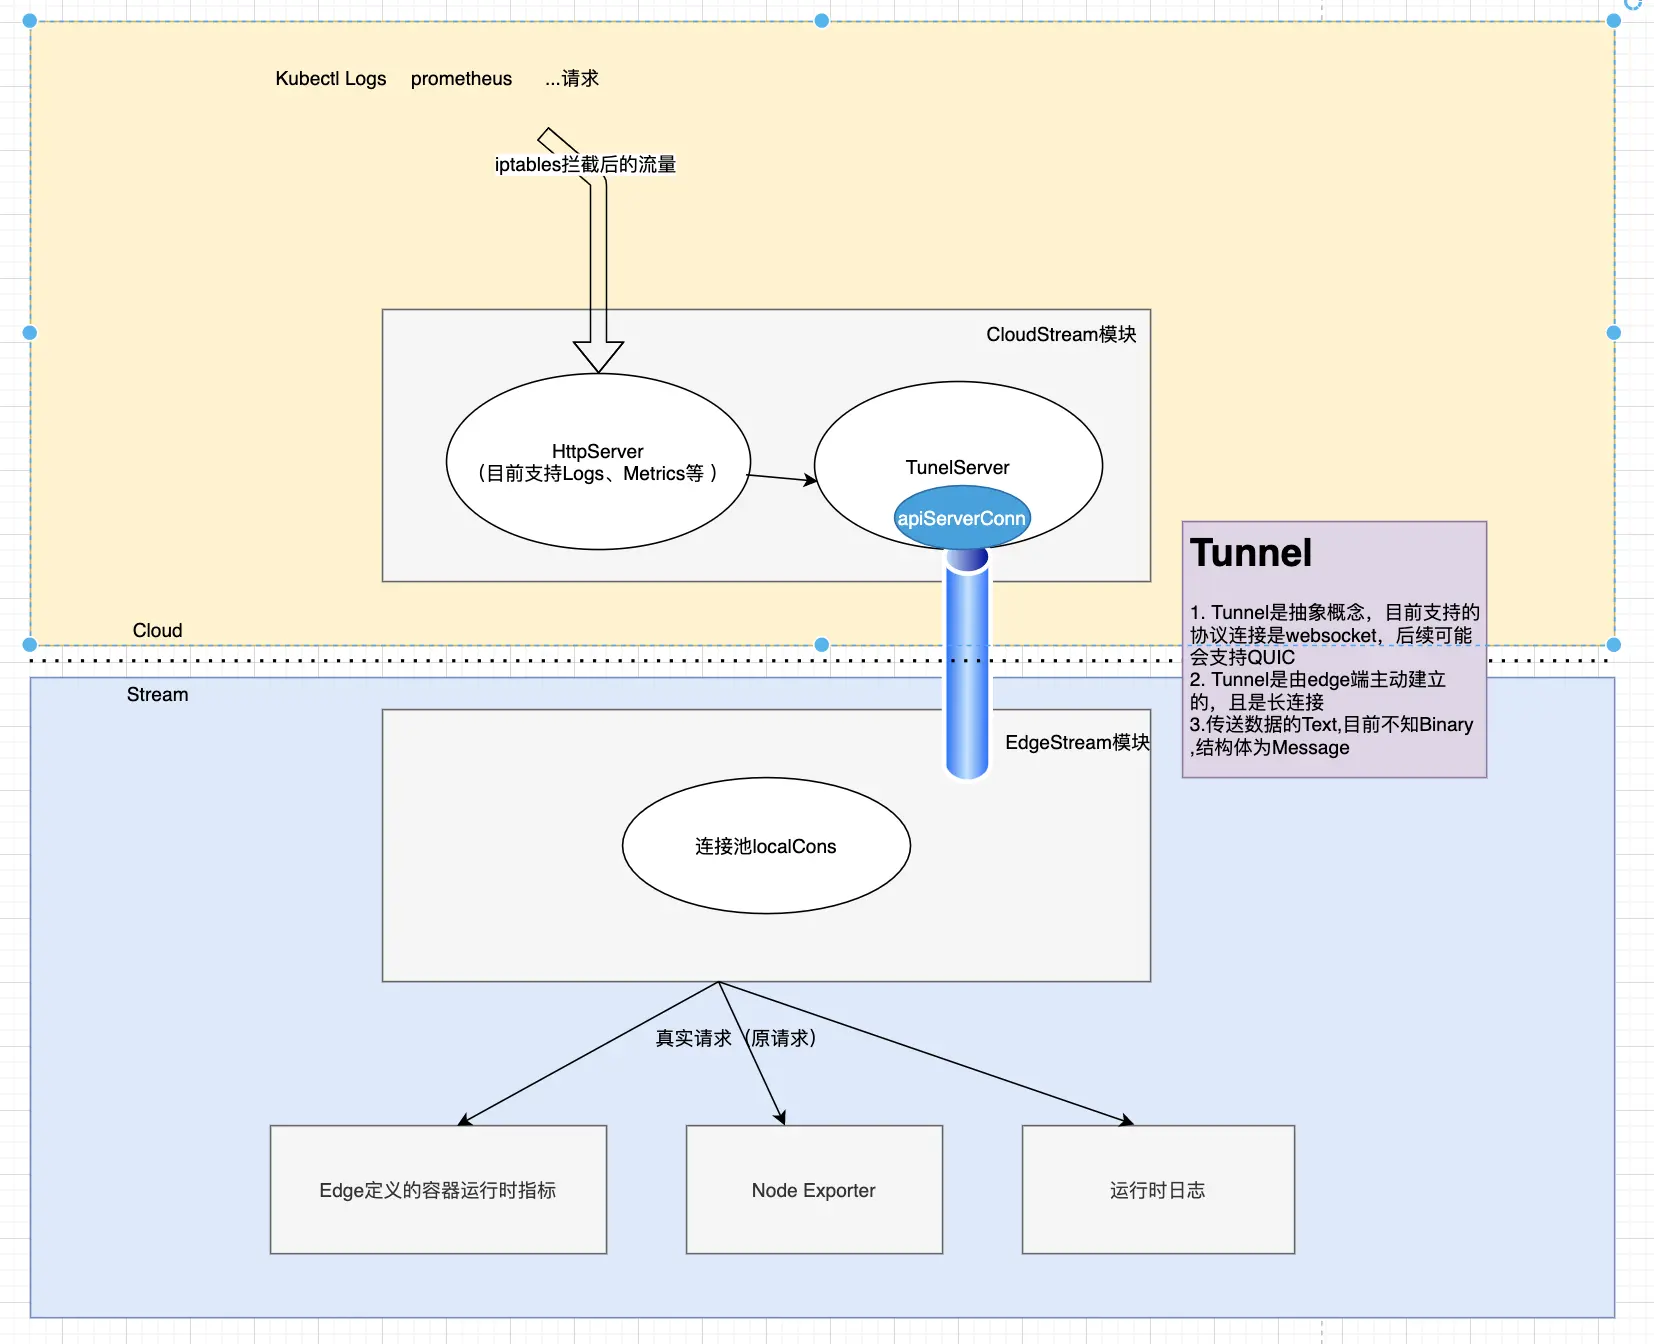 Kubectl Logs prometheus ...请求
iptables拦截后的流量
CloudStream模块
HttpServer
（目前支持Logs、Metrics等 ）
TunelServer
apiServerConn
Tunnel
1. Tunnel是抽象概念，目前支持的
协议连接是websocket，后续可能
会支持QUIC
2. Tunnel是由edge端主动建立
的，且是长连接
3.传送数据的Text,目前不知Binary
,结构体为Message
Cloud
Stream
EdgeStream模块
连接池localCons
真实请求（原请求）
Edge定义的容器运行时指标
Node Exporter
运行时日志